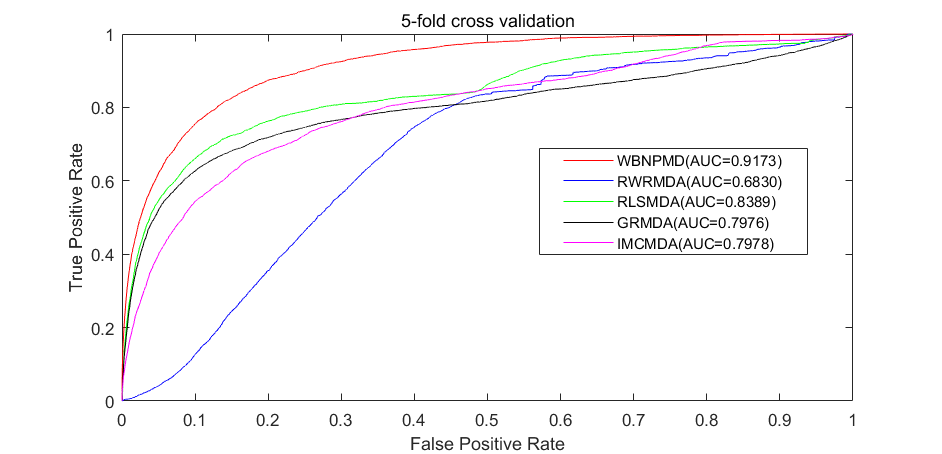 5-fold cross validation
1
0.8
0.6
0.4
0.2
0
True Positive Rate
WBNPMD(AUC=0.9173)
RWRMDA(AUC=0.6830)
RLSMDA(AUC=0.8389)
GRMDA(AUC=0.7976)
IMCMDA(AUC=0.7978)
0 0.1 0.2 0.3 0.4 0.5 0.6 0.7 0.8 0.9 1
False Positive Rate